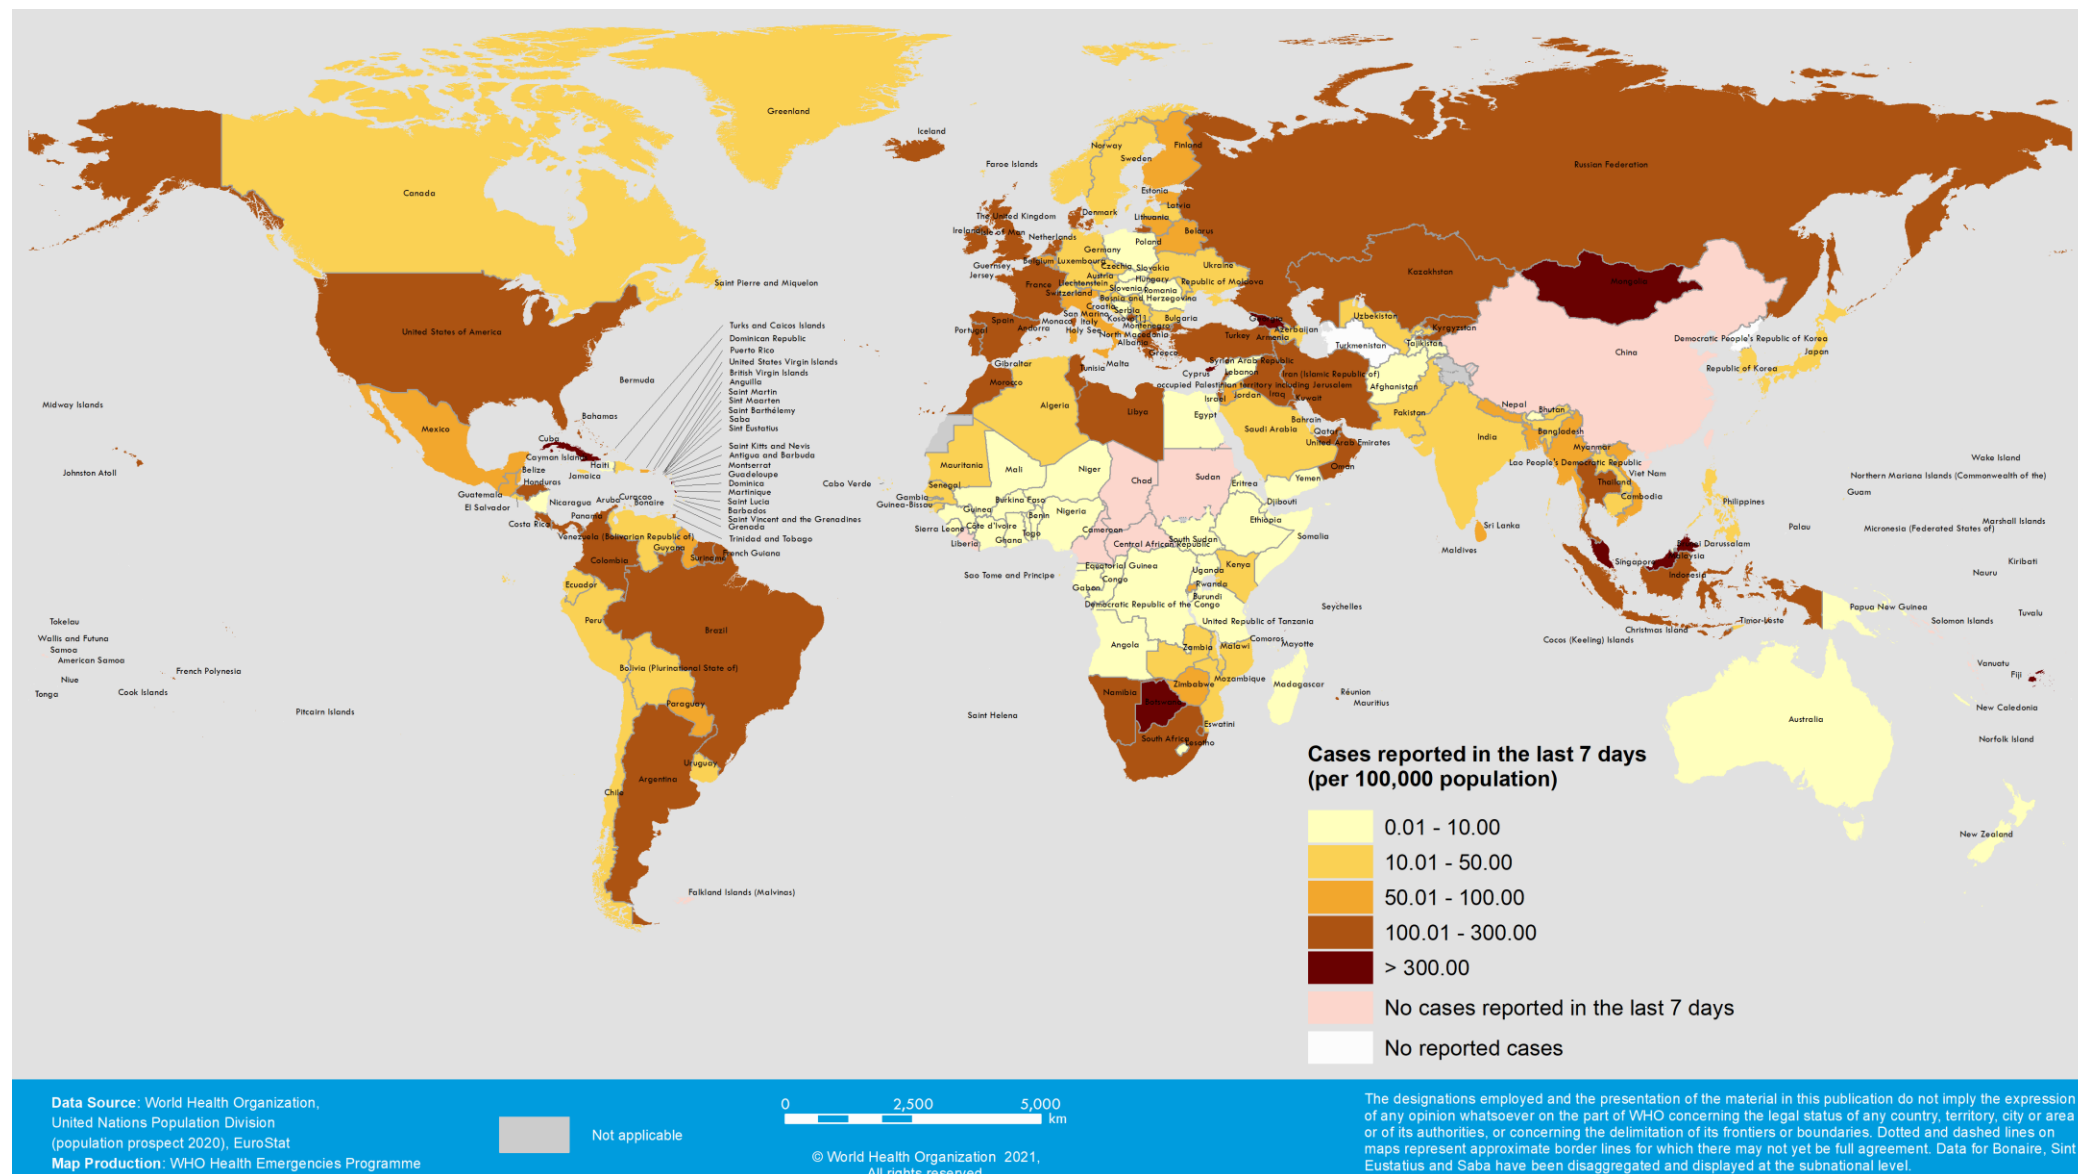 Greenland
Iceland
Faroe Islands
Norway
Sweden
Finland
Russian Federation
Canada
Estonia
Latvia
Lithuania
Denmark
The United Kingdom
Isle of Man
Ireland
Netherlands
Belarus
Poland
Germany
Guernsey
Jersey
Belgium
Luxembourg
Czechia
Slovakia
Ukraine
Austria
Hungary
Republic of Moldova
France
Liechtenstein
Switzerland
Slovenia
Romania
Kazakhstan
Mongolia
Saint Pierre and Miquelon
Bosnia and Herzegovina
Croatia
Serbia
San Marino
Monaco
Italy
Kosovo[1]
Bulgaria
Spain
Andorra
Portugal
Holy See
Montenegro
North Macedonia
Albania
Greece
Turkey
Georgia
Azerbaijan
Armenia
Uzbekistan
Kyrgyzstan
Tajikistan
Turkmenistan
China
Democratic People's Republic of Korea
Japan
Republic of Korea
United States of America
Turks and Caicos Islands
Dominican Republic
Puerto Rico
United States Virgin Islands
British Virgin Islands
Anguilla
Saint Martin
Sint Maarten
Saint Barthélemy
Saba
Sint Eustatius
Bermuda
Gibraltar
Malta
Tunisia
Morocco
Cyprus
Syrian Arab Republic
Lebanon
Iran (Islamic Republic of)
occupied Palestinian territory including Jerusalem
Israel
Jordan
Iraq
Kuwait
Afghanistan
Pakistan
Nepal
Bhutan
Midway Islands
Bahamas
Mexico
Cuba
Algeria
Libya
Egypt
Saudi Arabia
Bahrain
Qatar
United Arab Emirates
Oman
India
Bangladesh
Myanmar
Lao People's Democratic Republic
Viet Nam
Wake Island
Northern Mariana Islands (Commonwealth of the)
Guam
Johnston Atoll
Cayman Islands
Haiti
Belize
Jamaica
Honduras
Guatemala
El Salvador
Nicaragua
Aruba
Curacao
Bonaire
Costa Rica
Panama
Saint Kitts and Nevis
Antigua and Barbuda
Montserrat
Guadeloupe
Dominica
Martinique
Saint Lucia
Barbados
Saint Vincent and the Grenadines
Grenada
Trinidad and Tobago
Cabo Verde
Mauritania
Mali
Niger
Chad
Sudan
Eritrea
Yemen
Djibouti
Senegal
Gambia
Guinea-Bissau
Guinea
Burkina Faso
Sierra Leone
Côte d'Ivoire
Liberia
Ghana
Togo
Benin
Nigeria
Cameroon
Central African Republic
South Sudan
Ethiopia
Somalia
Thailand
Cambodia
Philippines
Sri Lanka
Maldives
Palau
Micronesia (Federated States of)
Marshall Islands
Venezuela (Bolivarian Republic of)
Guyana
Suriname
French Guiana
Colombia
Ecuador
Peru
Brazil
Sao Tome and Principe
Equatorial Guinea
Gabon
Congo
Democratic Republic of the Congo
Uganda
Kenya
Rwanda
Burundi
United Republic of Tanzania
Seychelles
Brunei Darussalam
Malaysia
Singapore
Indonesia
Kiribati
Nauru
Papua New Guinea
Tuvalu
Solomon Islands
Timor-Leste
Christmas Island
Cocos (Keeling) Islands
Tokelau
Wallis and Futuna
Samoa
American Samoa
Niue
Tonga
Cook Islands
French Polynesia
Pitcairn Islands
Bolivia (Plurinational State of)
Paraguay
Uruguay
Argentina
Chile
Falkland Islands (Malvinas)
Saint Helena
Angola
Zambia
Malawi
Comoros
Mayotte
Mozambique
Zimbabwe
Madagascar
Réunion
Mauritius
Namibia
Botswana
South Africa
Eswatini
Lesotho
Vanuatu
Fiji
New Caledonia
Norfolk Island
Australia
New Zealand
Cases reported in the last 7 days
(per 100,000 population)
0.01 - 10.00
10.01 - 50.00
50.01 - 100.00
100.01 - 300.00
> 300.00
No cases reported in the last 7 days
No reported cases
Data Source: World Health Organization,
United Nations Population Division
(population prospect 2020), EuroStat
Map Production: WHO Health Emergencies Programme
Not applicable
0 2,500 5,000
km
© World Health Organization 2021,
All rights reserved
The designations employed and the presentation of the material in this publication do not imply the expression
of any opinion whatsoever on the part of WHO concerning the legal status of any country, territory, city or area
or of its authorities, or concerning the delimitation of its frontiers or boundaries. Dotted and dashed lines on
maps represent approximate border lines for which there may not yet be full agreement. Data for Bonaire, Sint
Eustatius and Saba have been disaggregated and displayed at the subnational level.